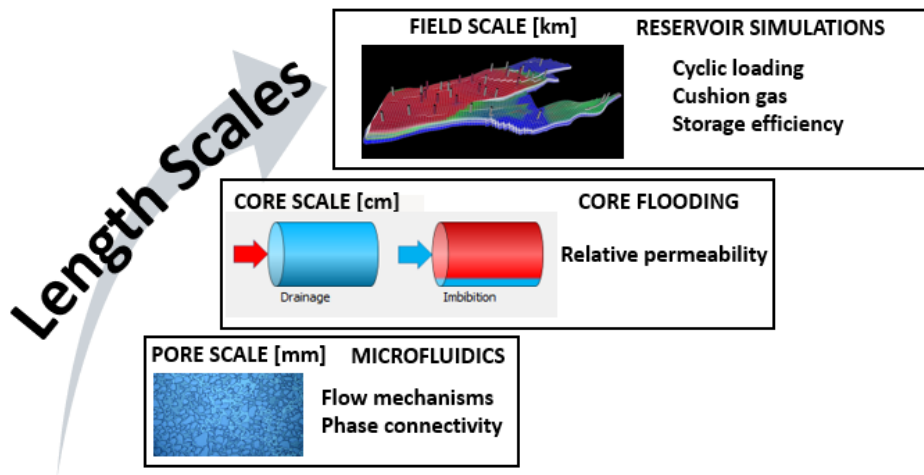 Length Scales
FIELD SCALE [km]
RESERVOIR SIMULATIONS
Cyclic loading
Cushion gas
Storage efficiency
CORE SCALE [cm]
CORE FLOODING
Drainage
Imbibition
Relative permeability
PORE SCALE [mm]
MICROFLUIDICS
Flow mechanisms
Phase connectivity